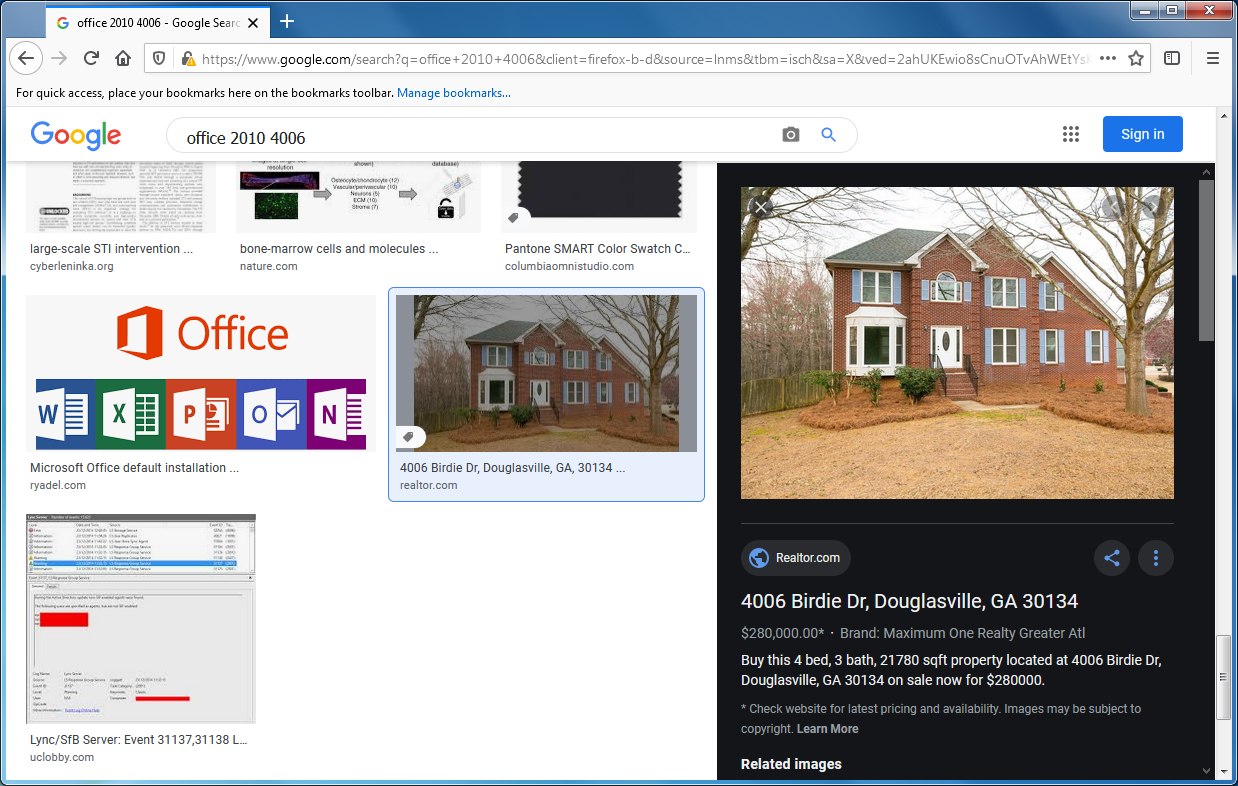 office 2010 4006 - Google Searc
https://www.google.com/search?q=office+2010+4006&client=firefox-b-d&source=lnms&tbm=isch&sa=X&ved=2ahUKEwio8sCnuOTvAhWEtYsK
For quick access, place your bookmarks here on the bookmarks toolbar. Manage bookmarks...
Google
office 2010 4006
Sign in
resolution
shown)
database)
Osteocyte/chondrocyte (12)
Vascular/perivascular (10)
Neurons (5)
ECM (10)
Stroma (7)
large-scale STI intervention ...
cyberleninka.org
bone-marrow cells and molecules ...
nature.com
Pantone SMART Color Swatch C...
columbiaomnistudio.com
Office
W X P O N
Microsoft Office default installation ...
ryadel.com
4006 Birdie Dr, Douglasville, GA, 30134 ...
realtor.com
Lync/SfB Server: Event 31137,31138 L...
uclobby.com
Realtor.com
4006 Birdie Dr, Douglasville, GA 30134
$280,000.00* · Brand: Maximum One Realty Greater Atl
Buy this 4 bed, 3 bath, 21780 sqft property located at 4006 Birdie Dr,
Douglasville, GA 30134 on sale now for $280000.
* Check website for latest pricing and availability. Images may be subject to
copyright. Learn More
Related images